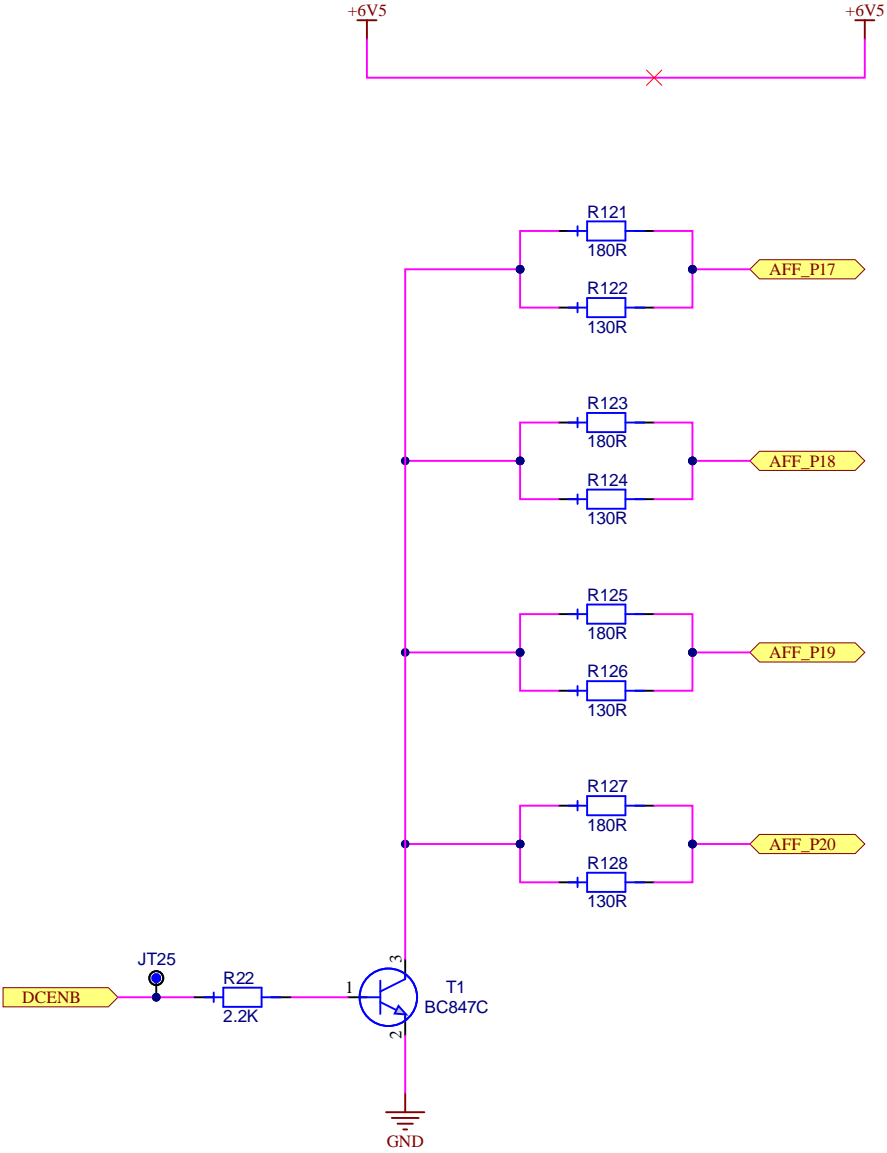 +6V5
+6V5
R121
180R
AFF_P17
R122
130R
R123
180R
AFF_P18
R124
130R
R125
180R
AFF_P19
R126
130R
R127
180R
AFF_P20
R128
130R
JT25
DCENB
R22
2.2K
1
3
2
T1
BC847C
GND